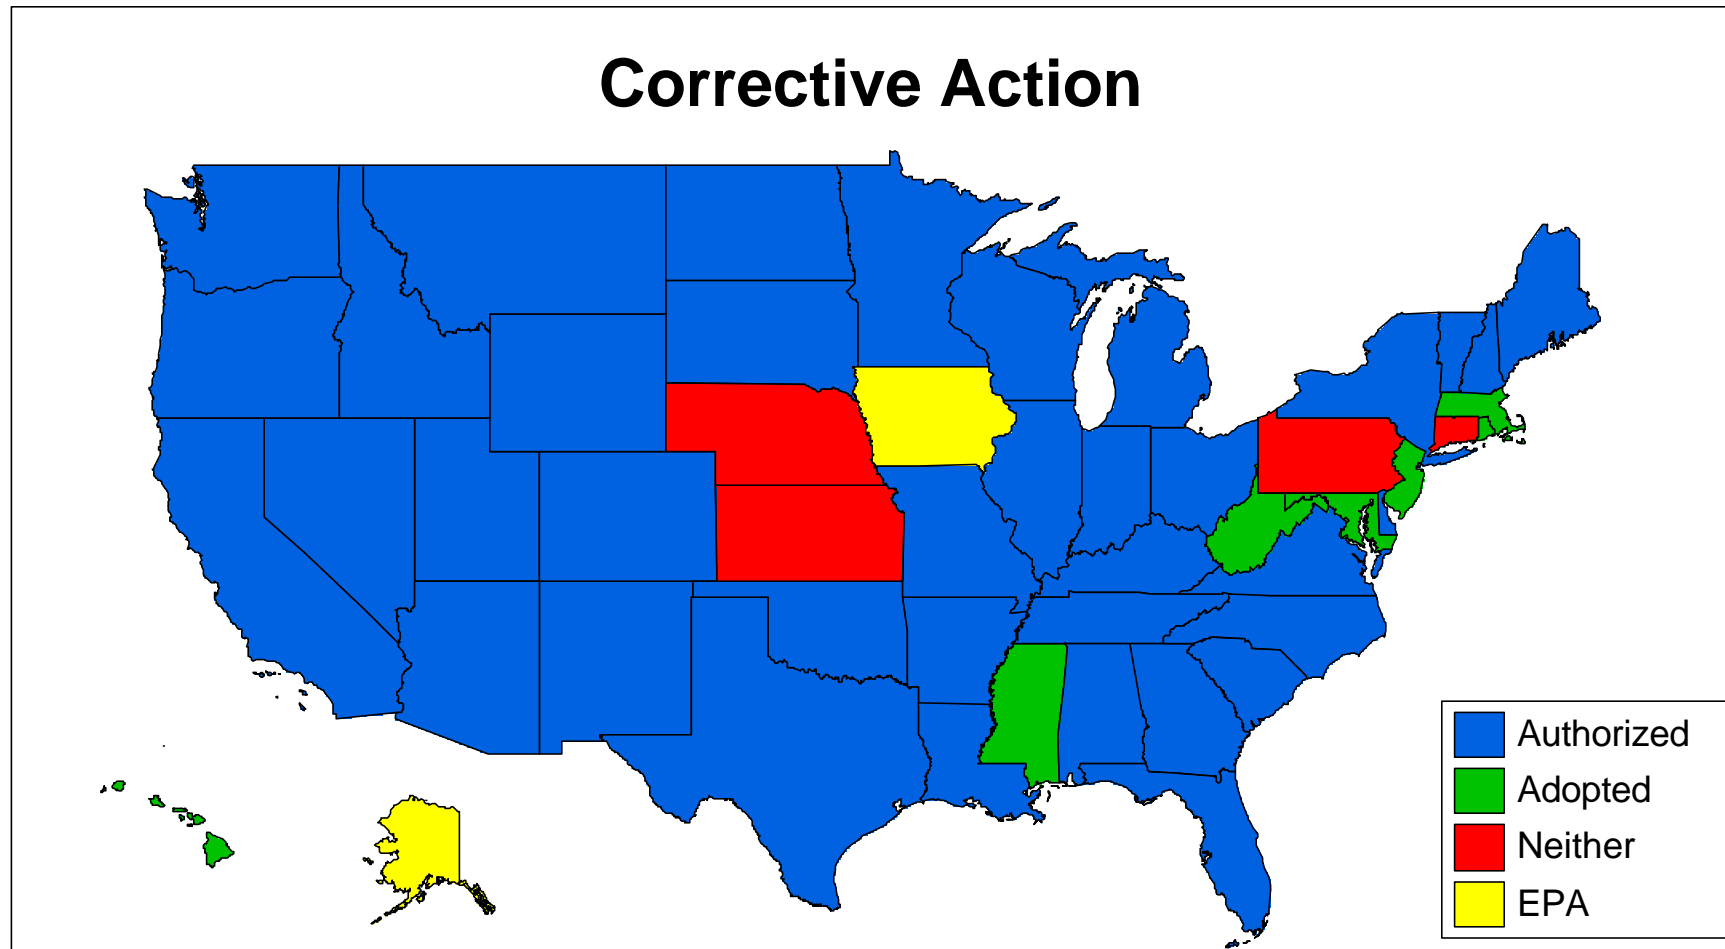 Corrective Action
Authorized
Adopted
Neither
EPA